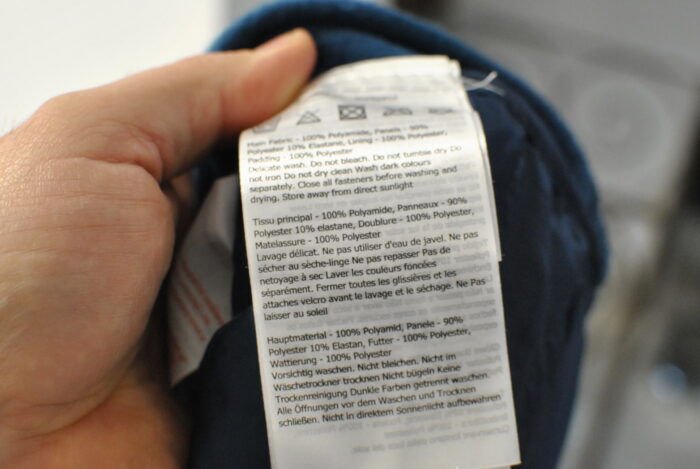 Main Fabric - 100% Polyamide, Panels - 90%
Polyester 10% Elastane, Lining - 100% Polyester,
Padding - 100% Polyester
Delicate wash. Do not bleach. Do not tumble dry Do
not iron Do not dry clean Wash dark colours
separately. Close all fasteners before washing and
drying. Store away from direct sunlight
Tissu principal - 100% Polyamide, Panneaux - 90%
Polyester 10% elastane, Doublure - 100% Polyester,
Matelassure - 100% Polyester
Lavage délicat. Ne pas utiliser d'eau de javel. Ne pas
sécher au sèche-linge Ne pas repasser Pas de
netoyage à sec Laver les couleurs foncées
séparément. Fermer toutes les glissières et les
attaches velcro avant le lavage et le séchage. Ne Pas
laisser au soleil
Hauptmaterial - 100% Polyamid, Panele - 90%
Polyester 10% Elastan, Futter - 100% Polyester,
Wattierung - 100% Polyester
Vorsichtig waschen. Nicht bleichen. Nicht im
Wäschetrockner trocknen Nicht bügeln Keine
Trockenreinigung Dunkle Farben getrennt waschen.
Alle Öffnungen vor dem Waschen und Trocknen
schließen. Nicht in direktem Sonnenlicht aufbewahren